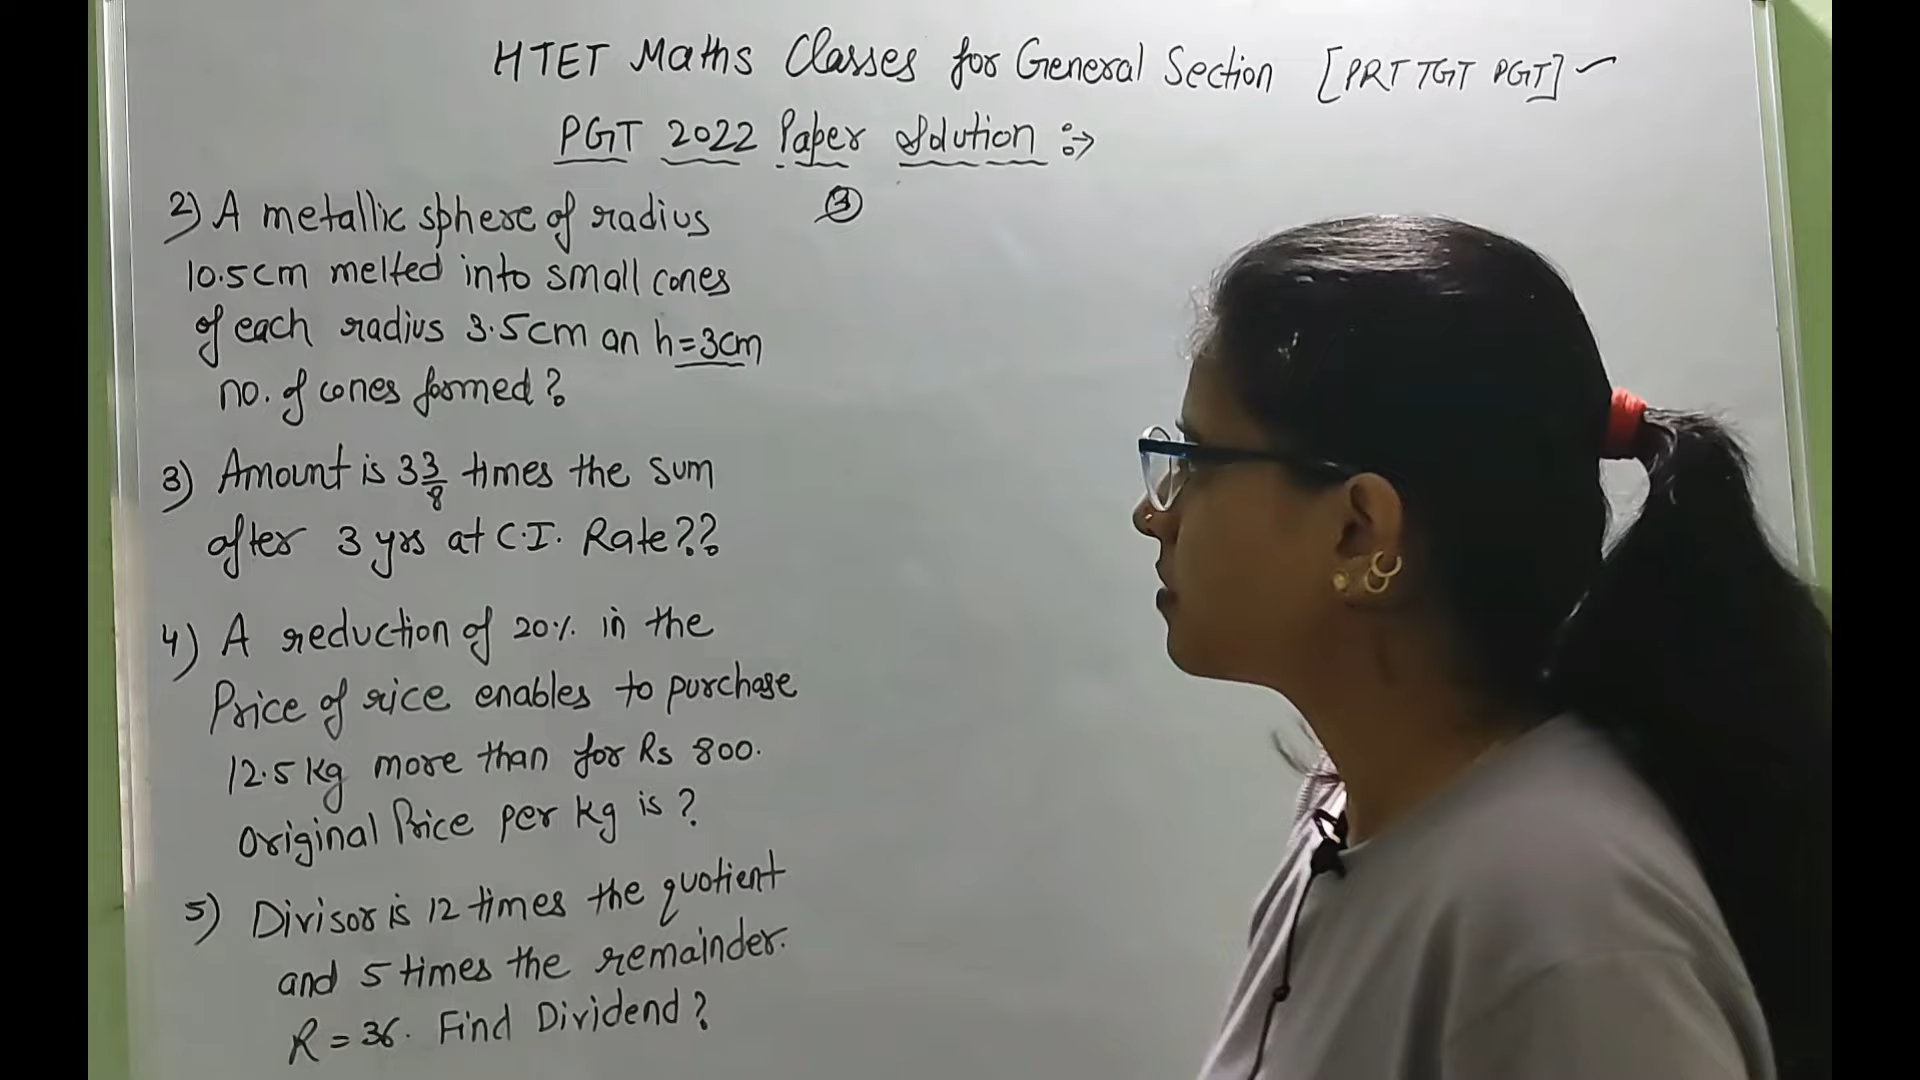 HTET Maths Classes for General Section [PRT TGT PGT]
PGT 2022 Paper Solution :->
2) A metallic sphere of radius
10.5cm melted into small cones
of each radius 3.5cm an h=3cm
no. of cones formed?
3
3) Amount is 3 3/8 times the sum
after 3 yrs at C.I. Rate??
4) A reduction of 20% in the
Price of rice enables to purchase
12.5 kg more than for Rs 800.
Original Price per kg is?
5) Divisor is 12 times the quotient
and 5 times the remainder.
R = 36. Find Dividend?